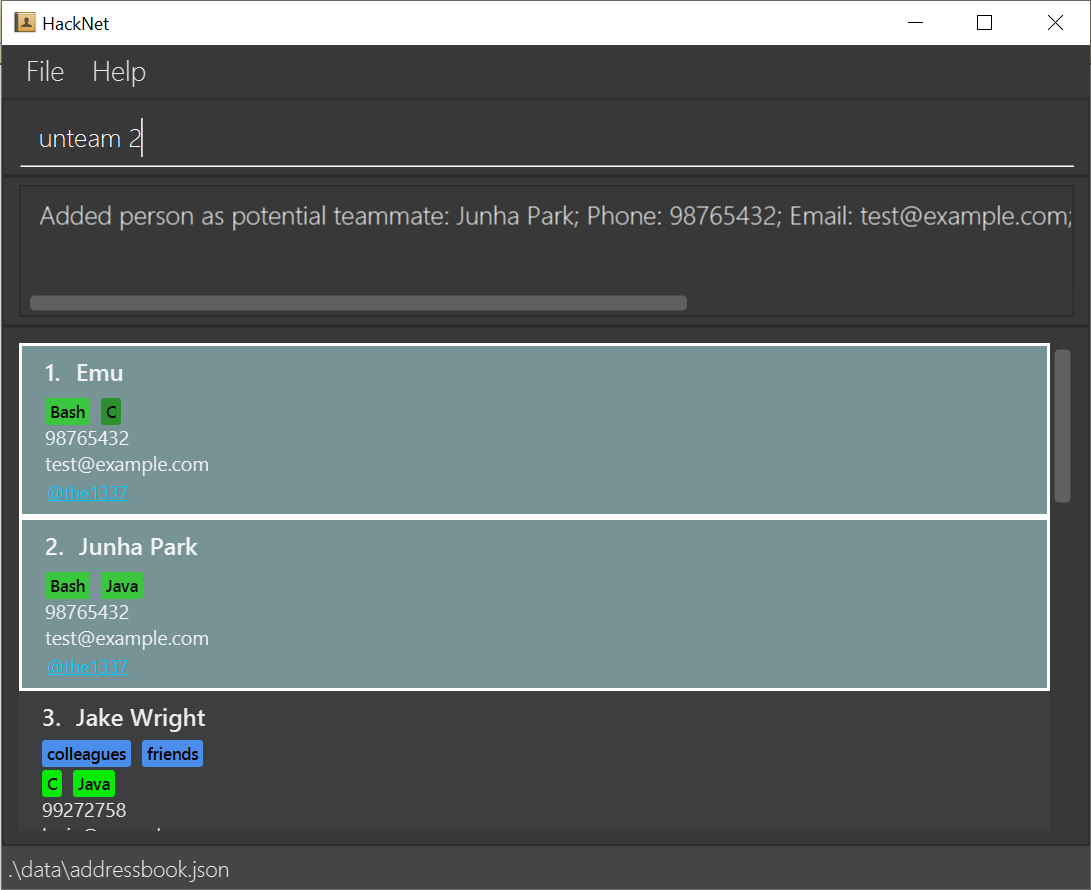 HackNet
File Help
unteam 2
Added person as potential teammate: Junha Park; Phone: 98765432; Email: test@example.com;
1. Emu
Bash C
98765432
test@example.com
@the1337
2. Junha Park
Bash Java
98765432
test@example.com
@the1337
3. Jake Wright
colleagues friends
C Java
99272758
.\data\addressbook.json